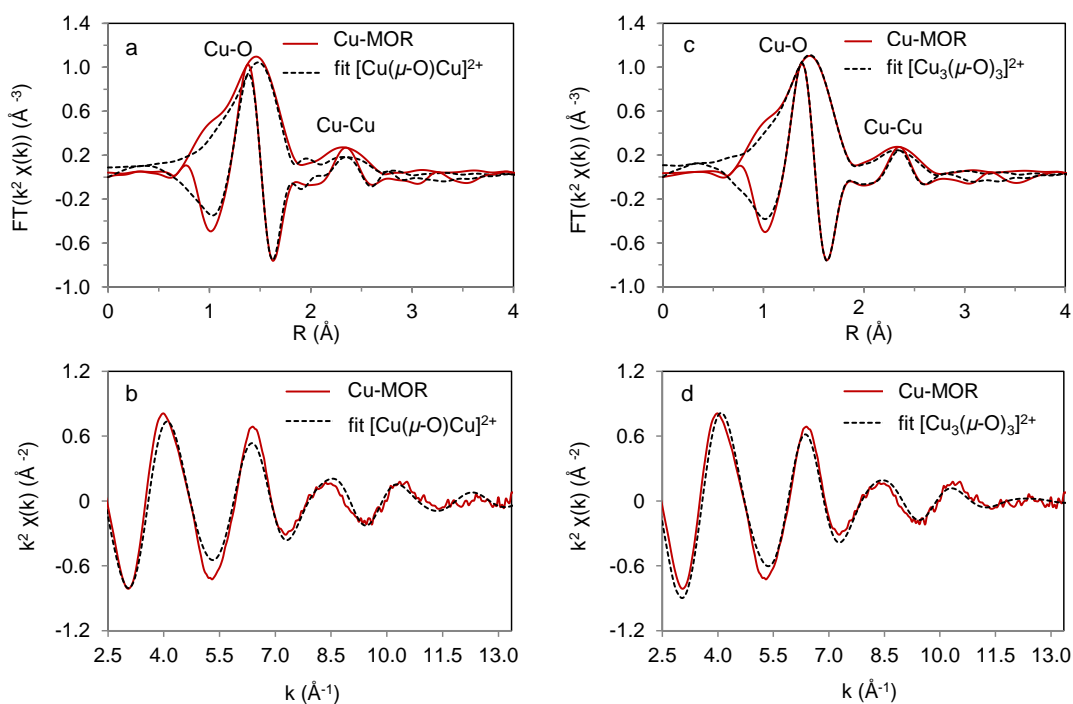 a
Cu-O
Cu-MOR
fit [Cu(µ-O)Cu]²⁺
Cu-Cu
FT(k² χ(k)) (Å ⁻³)
1.4
1.0
0.6
0.2
-0.2
-0.6
-1.0
0 1 2 3 4
R (Å)
c
Cu-O
Cu-MOR
fit [Cu₃(µ-O)₃]²⁺
Cu-Cu
FT(k² χ(k)) (Å ⁻³)
1.4
1.0
0.6
0.2
-0.2
-0.6
-1.0
0 1 2 3 4
R (Å)
b
Cu-MOR
fit [Cu(µ-O)Cu]²⁺
k² χ(k) (Å ⁻²)
1.2
0.6
0
-0.6
-1.2
2.5 4.0 5.5 7.0 8.5 10.0 11.5 13.0
k (Å⁻¹)
d
Cu-MOR
fit [Cu₃(µ-O)₃]²⁺
k² χ(k) (Å ⁻²)
1.2
0.6
0
-0.6
-1.2
2.5 4.0 5.5 7.0 8.5 10.0 11.5 13.0
k (Å⁻¹)